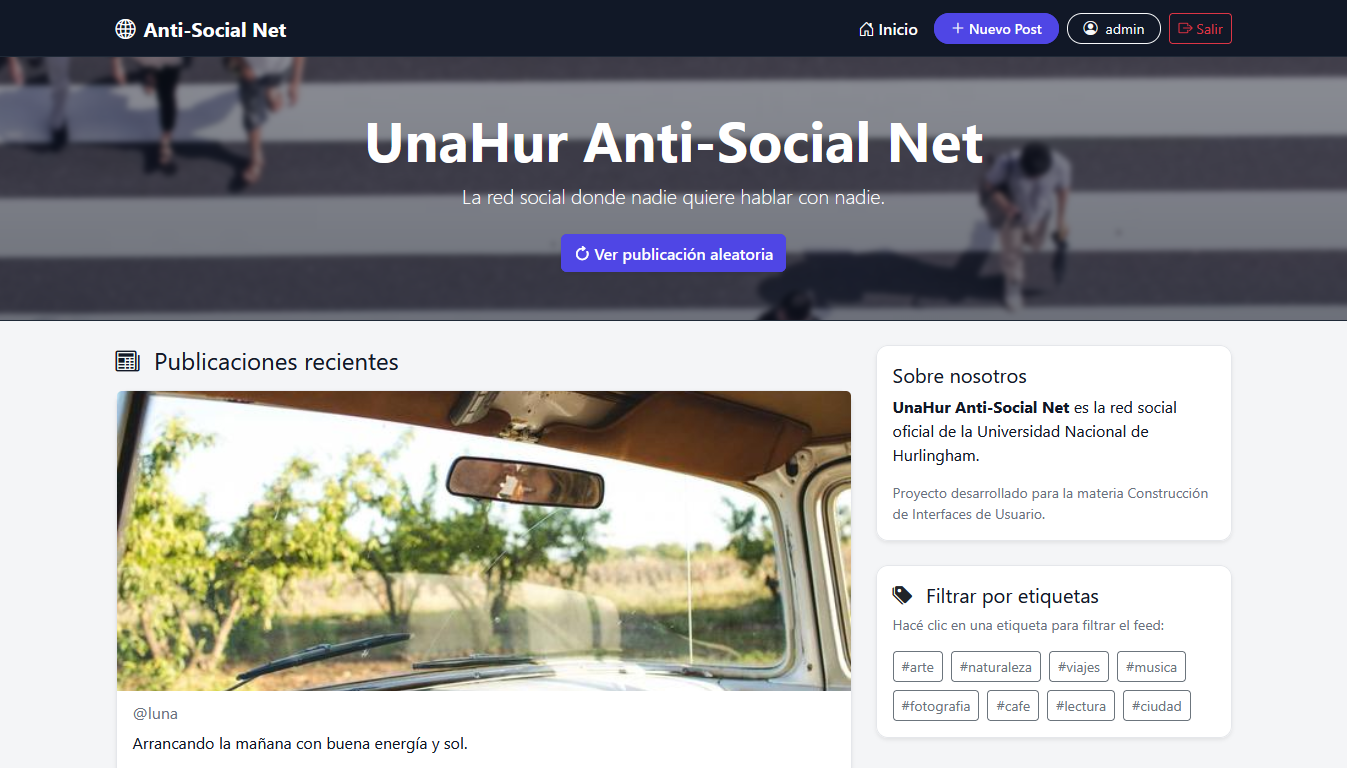 Anti-Social Net
Inicio
+ Nuevo Post
admin
Salir
UnaHur Anti-Social Net
La red social donde nadie quiere hablar con nadie.
Ver publicación aleatoria
Publicaciones recientes
@luna
Arrancando la mañana con buena energía y sol.
Sobre nosotros
UnaHur Anti-Social Net es la red social
oficial de la Universidad Nacional de
Hurlingham.
Proyecto desarrollado para la materia Construcción
de Interfaces de Usuario.
Filtrar por etiquetas
Hacé clic en una etiqueta para filtrar el feed:
#arte #naturaleza #viajes #musica
#fotografia #cafe #lectura #ciudad